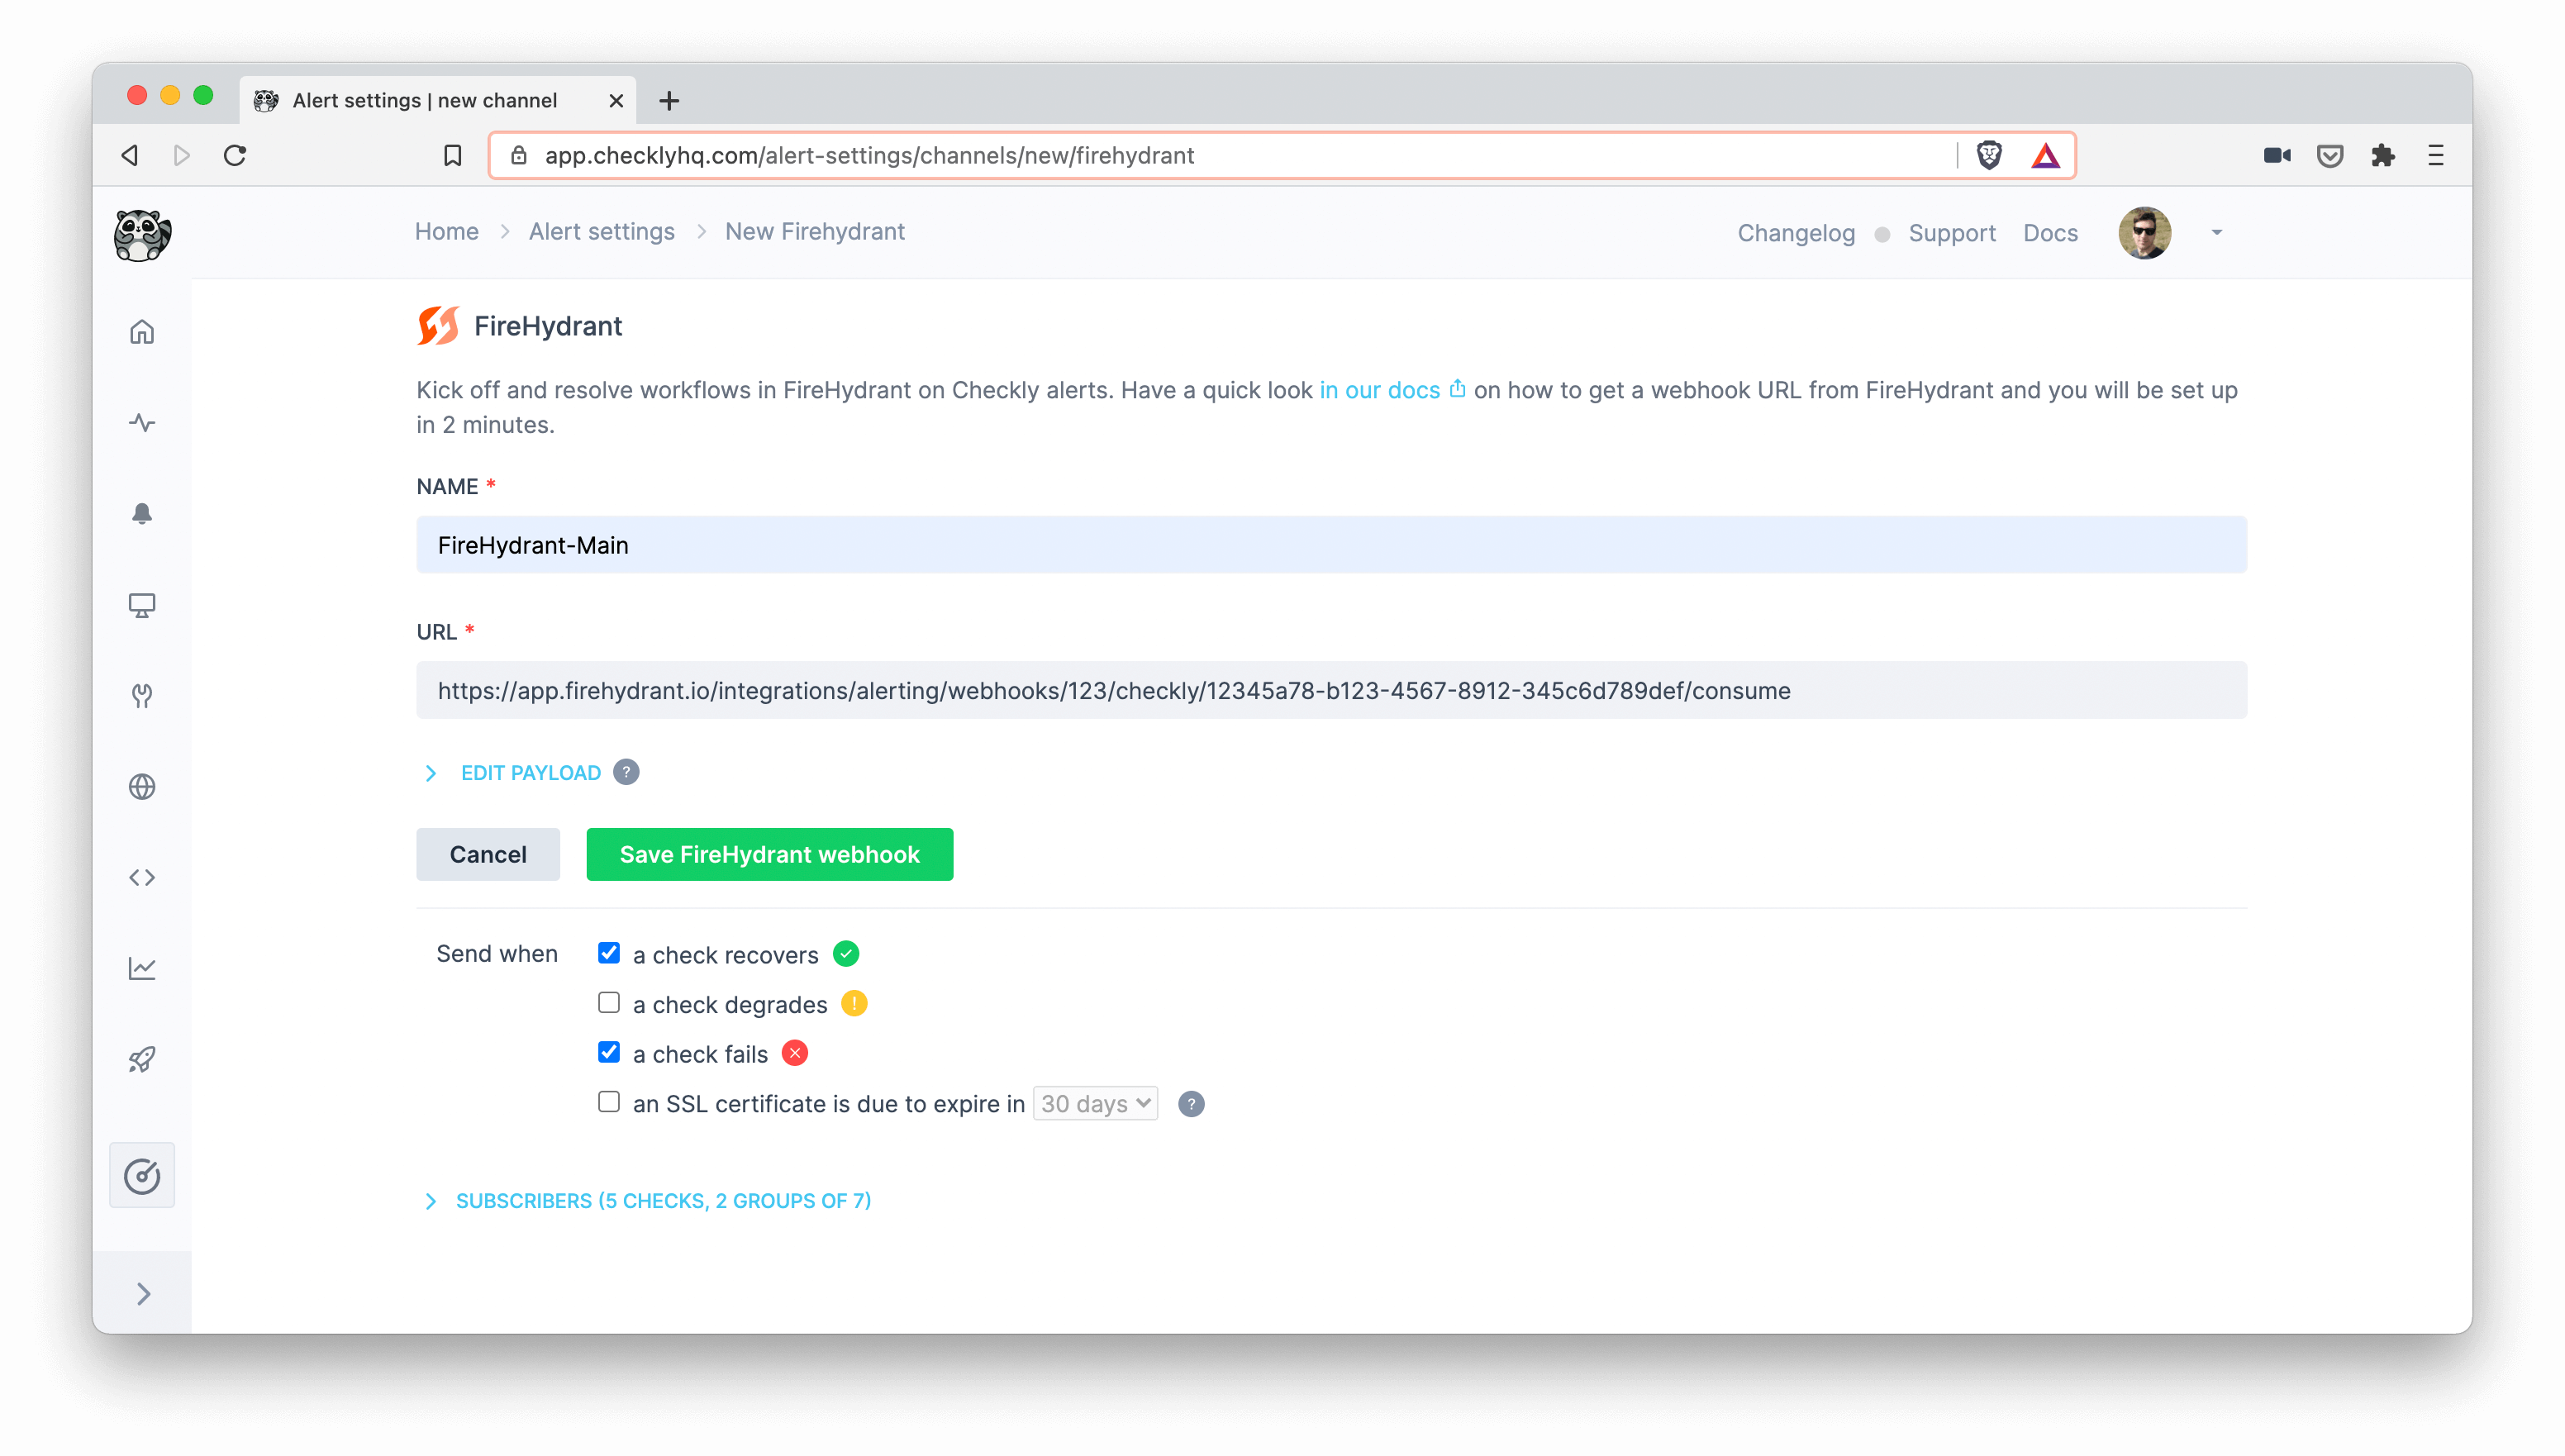 Alert settings | new channel
app.checklyhq.com/alert-settings/channels/new/firehydrant
Home > Alert settings > New Firehydrant
Changelog Support Docs
FireHydrant
Kick off and resolve workflows in FireHydrant on Checkly alerts. Have a quick look in our docs on how to get a webhook URL from FireHydrant and you will be set up
in 2 minutes.
NAME *
FireHydrant-Main
URL *
https://app.firehydrant.io/integrations/alerting/webhooks/123/checkly/12345a78-b123-4567-8912-345c6d789def/consume
EDIT PAYLOAD ?
Cancel Save FireHydrant webhook
Send when a check recovers
a check degrades !
a check fails
an SSL certificate is due to expire in 30 days ?
SUBSCRIBERS (5 CHECKS, 2 GROUPS OF 7)